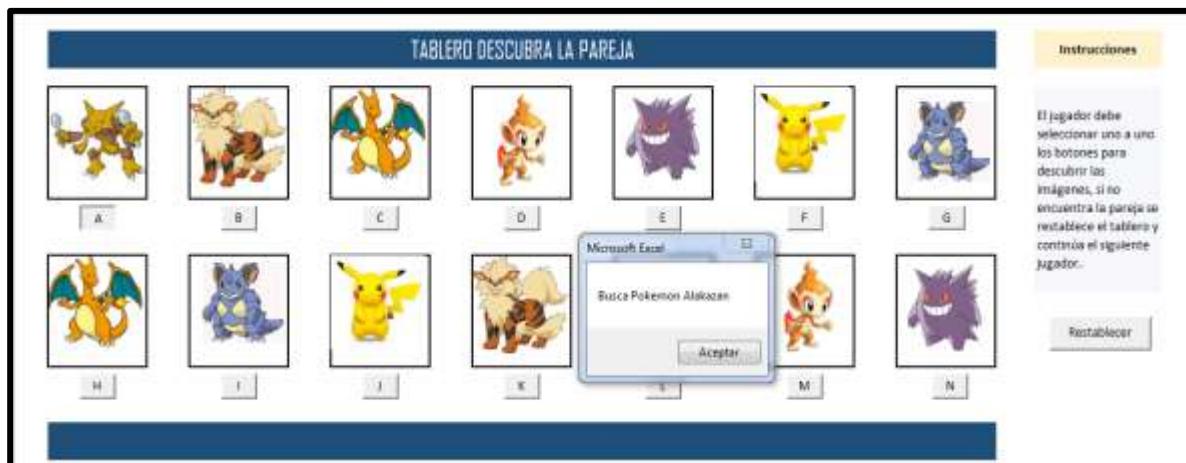 TABLERO DESCUBRA LA PAREJA
A
B
C
D
E
F
G
H
I
J
K
L
M
N
Microsoft Excel
Busca Pokemon Alakazan
Aceptar
Instrucciones
El jugador debe
seleccionar uno a uno
los botones para
descubrir las
imágenes, si no
encuentra la pareja se
restablece el tablero y
continúa el siguiente
jugador..
Restablecer